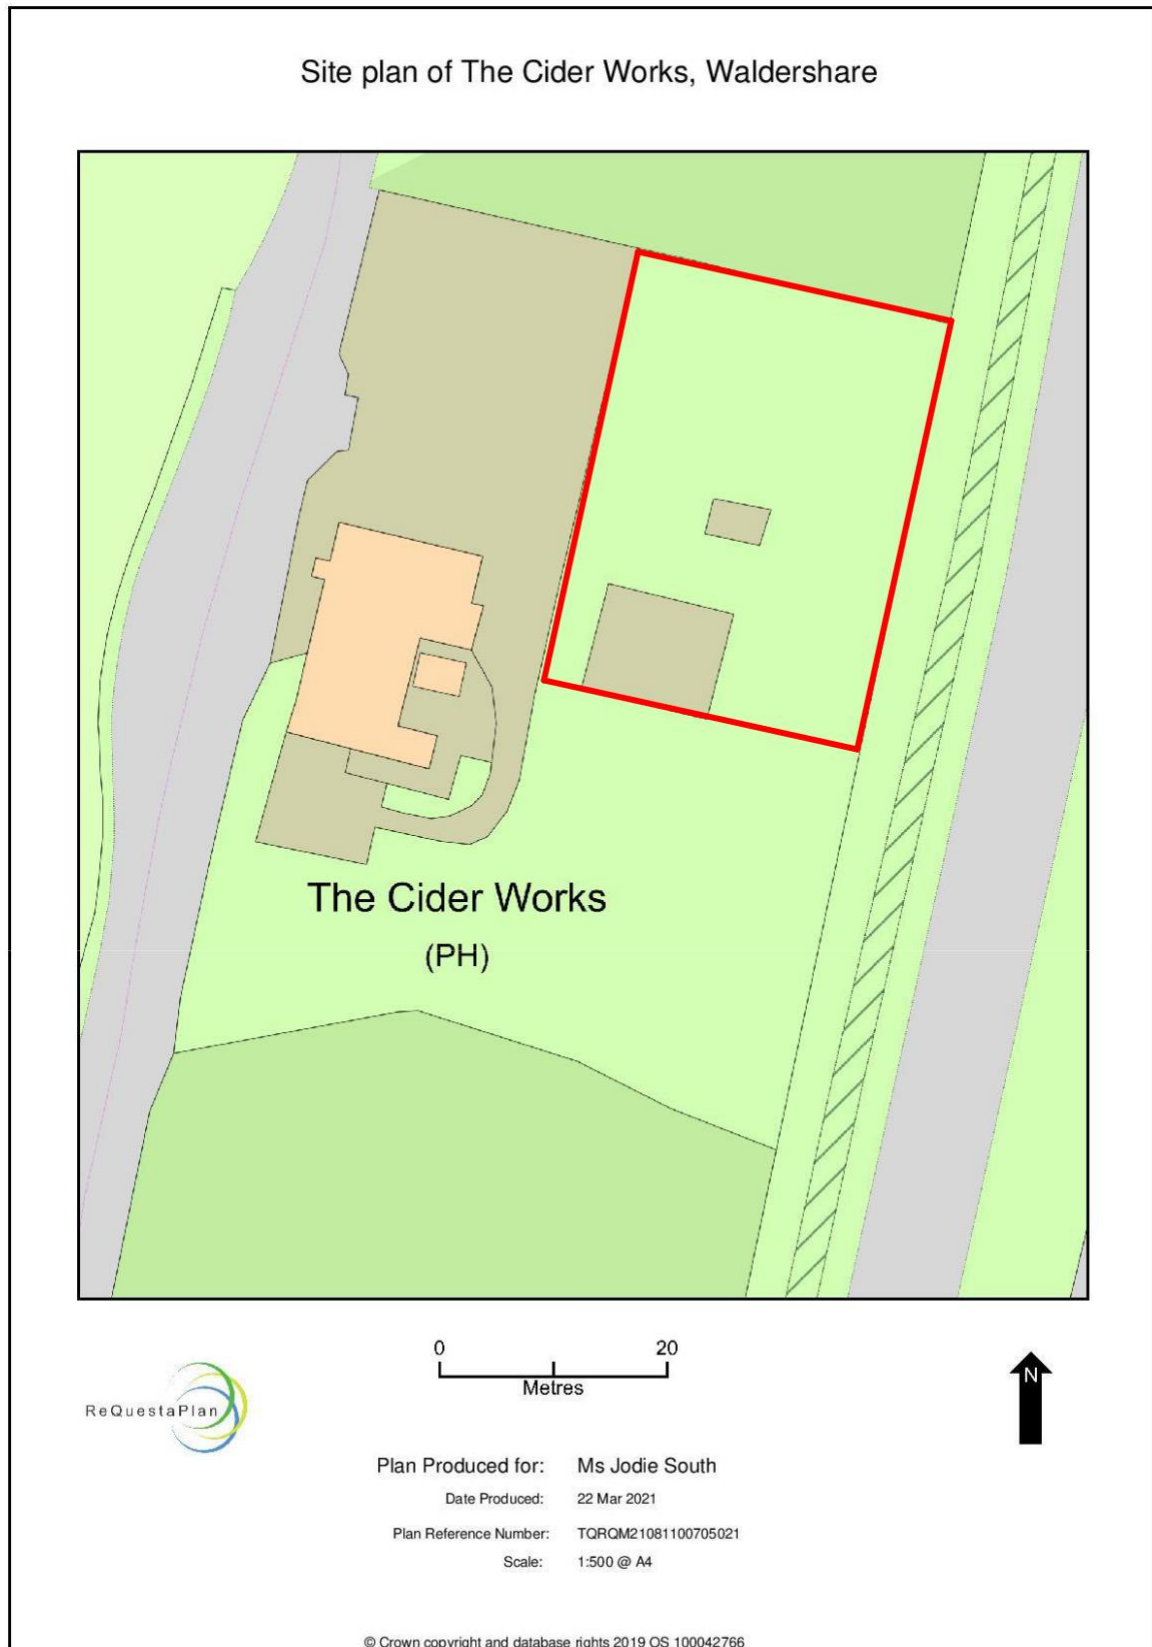 Site plan of The Cider Works, Waldershare
The Cider Works
(PH)
0 20
Metres
N
ReQuestaPlan
Plan Produced for: Ms Jodie South
Date Produced: 22 Mar 2021
Plan Reference Number: TQRQM21081100705021
Scale: 1:500 @ A4
© Crown copyright and database rights 2019 OS 100042766